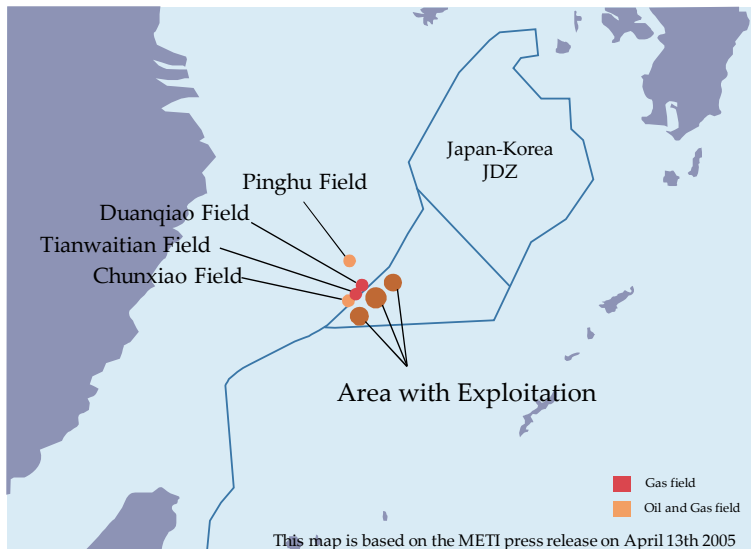 Japan-Korea
JDZ
Pinghu Field
Duanqiao Field
Tianwaitian Field
Chunxiao Field
Area with Exploitation
Gas field
Oil and Gas field
This map is based on the METI press release on April 13th 2005